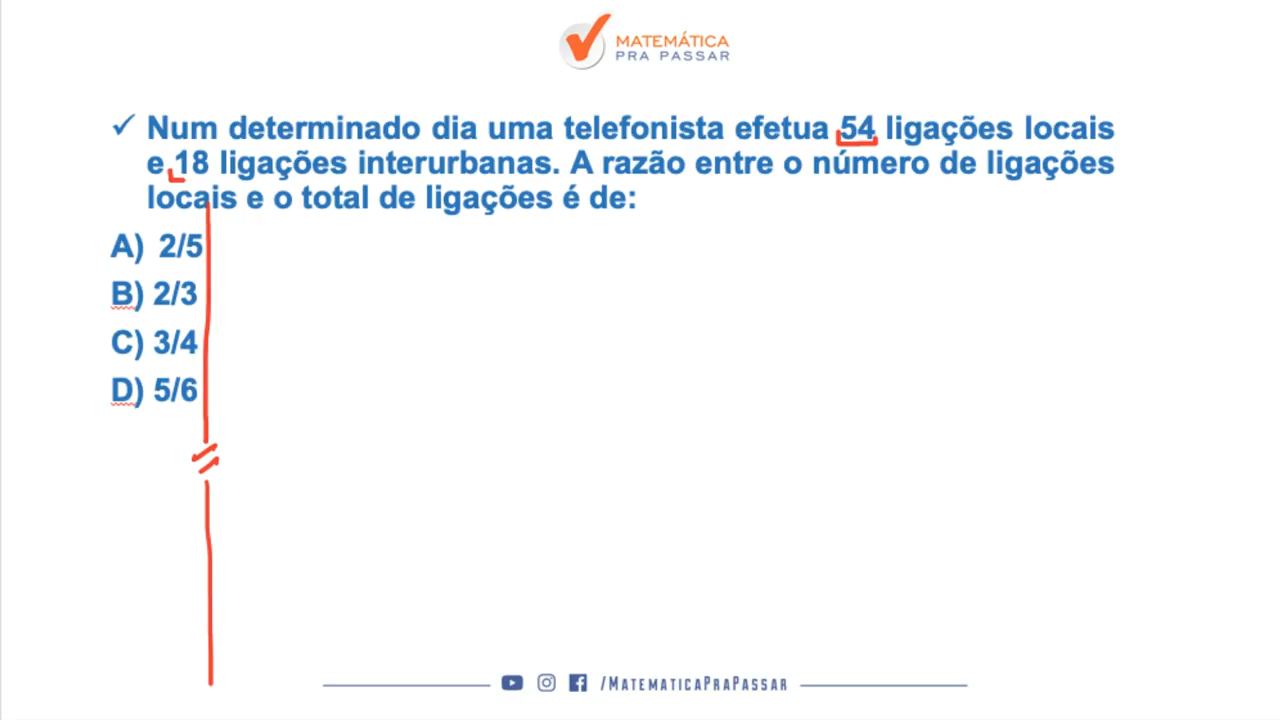 MATEMÁTICA
PRA PASSAR
✓ Num determinado dia uma telefonista efetua 54 ligações locais
e 18 ligações interurbanas. A razão entre o número de ligações
locais e o total de ligações é de:
A) 2/5
B) 2/3
C) 3/4
D) 5/6
/MATEMATICAPRAPASSAR